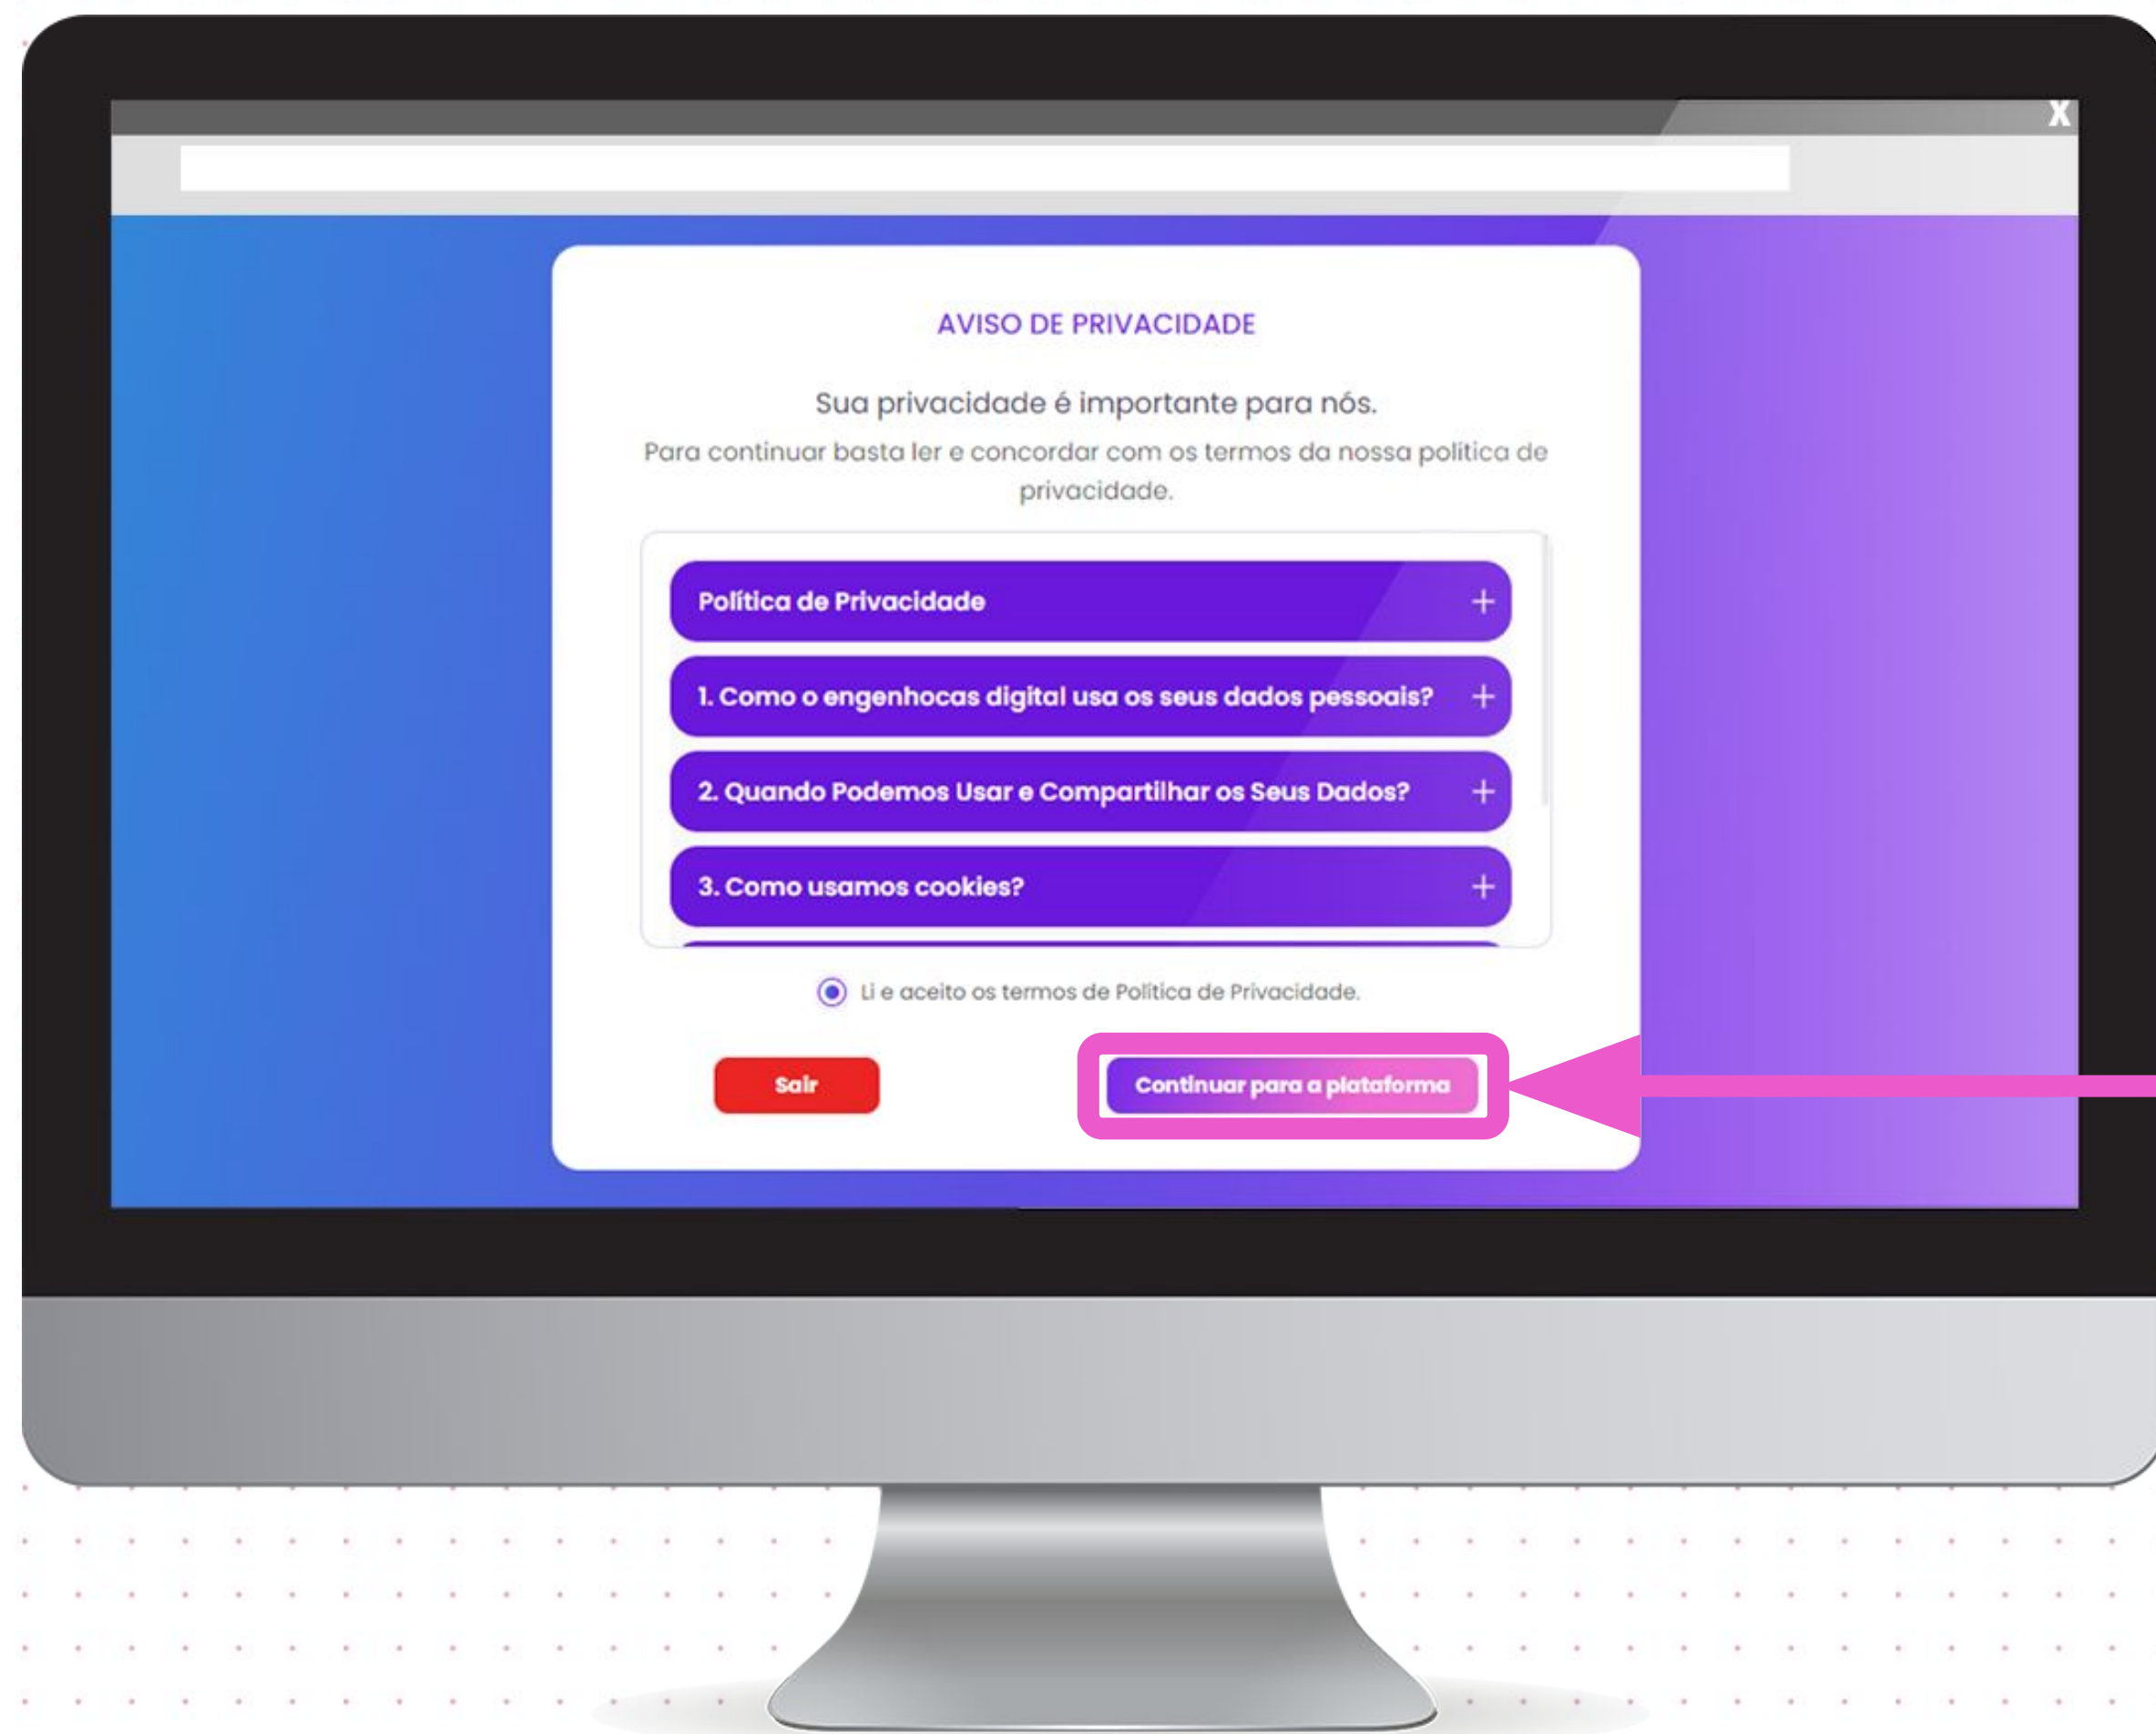 X
AVISO DE PRIVACIDADE
Sua privacidade é importante para nós.
Para continuar basta ler e concordar com os termos da nossa política de
privacidade.
Política de Privacidade +
1. Como o engenhocas digital usa os seus dados pessoais? +
2. Quando Podemos Usar e Compartilhar os Seus Dados? +
3. Como usamos cookies? +
Li e aceito os termos de Política de Privacidade.
Sair
Continuar para a plataforma